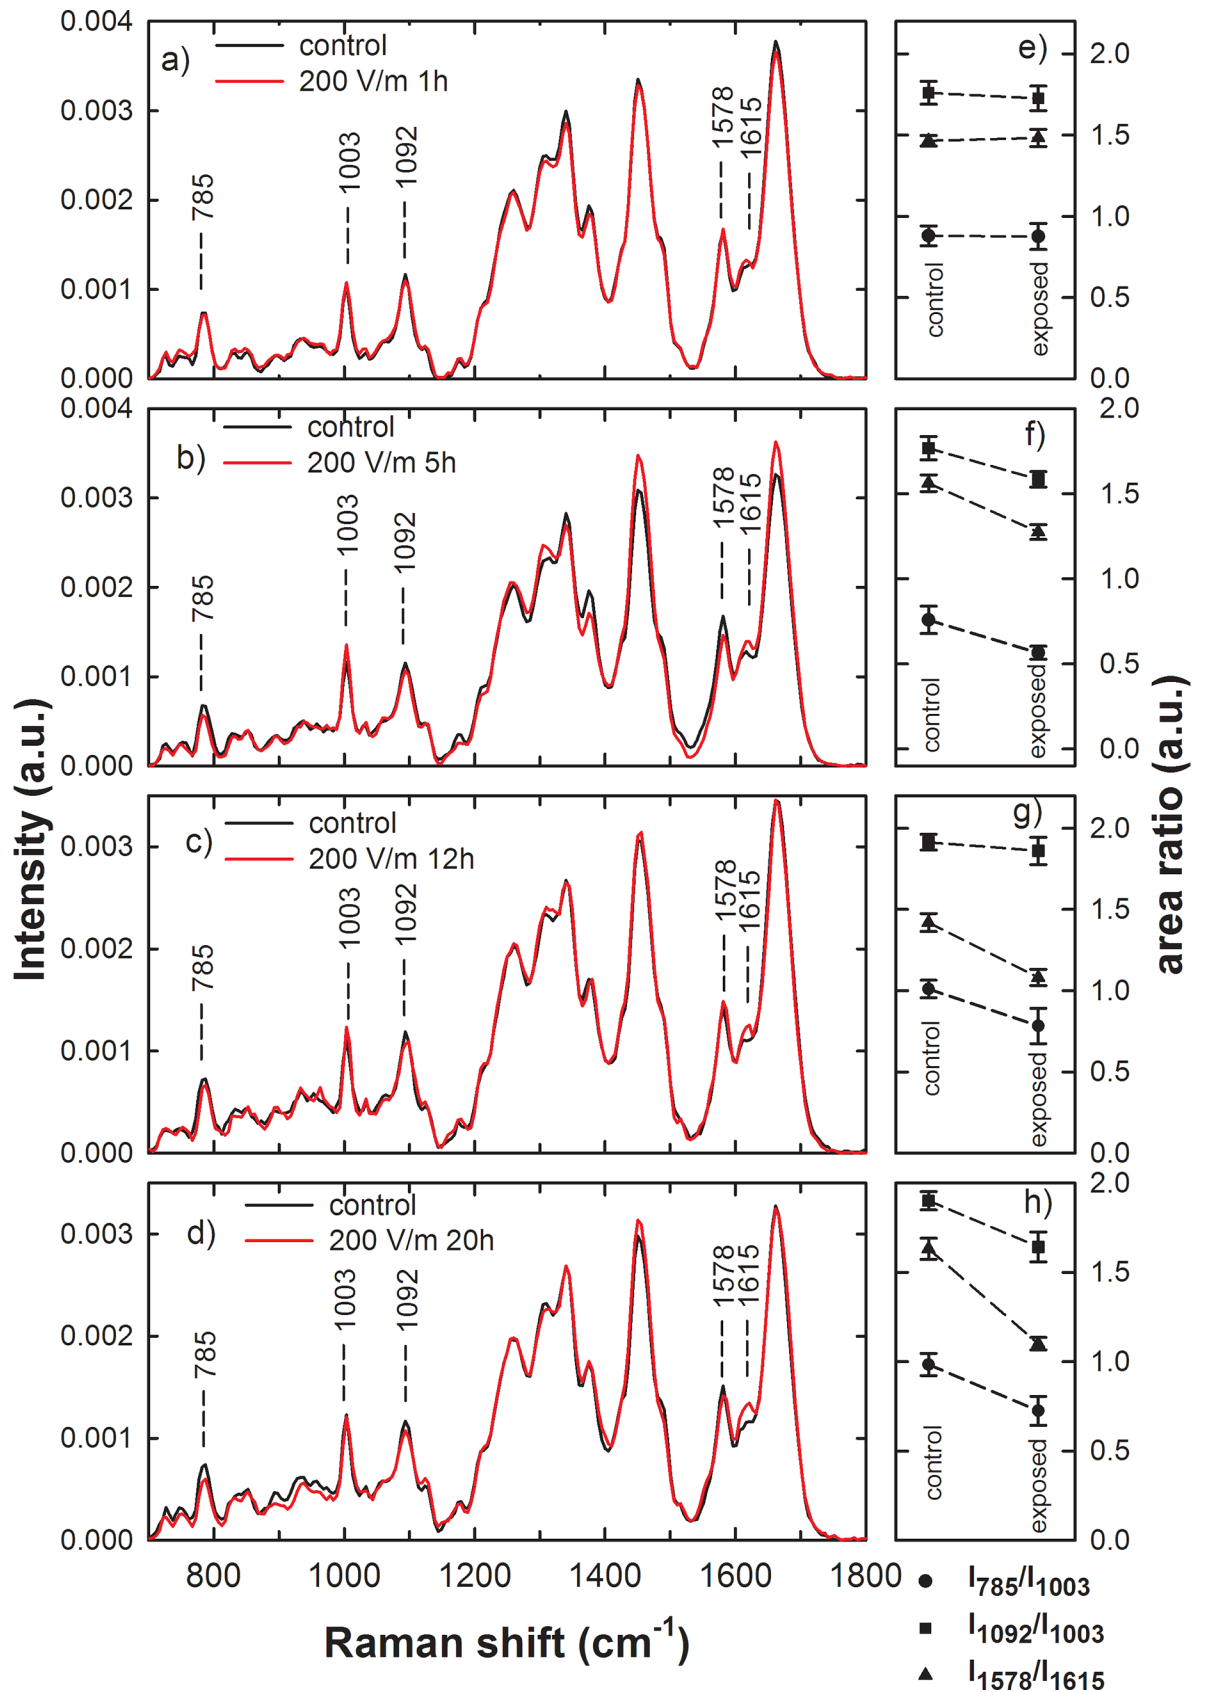 0.004
a)
control
200 V/m 1h
785
1003
1092
1578
1615
0.003
0.002
0.001
0.000
e)
control
exposed
2.0
1.5
1.0
0.5
0.0
0.004
b)
control
200 V/m 5h
785
1003
1092
1578
1615
0.003
0.002
0.001
0.000
f)
control
exposed
2.0
1.5
1.0
0.5
0.0
Intensity (a.u.)
area ratio (a.u.)
c)
control
200 V/m 12h
785
1003
1092
1578
1615
0.003
0.002
0.001
0.000
g)
control
exposed
2.0
1.5
1.0
0.5
0.0
d)
control
200 V/m 20h
785
1003
1092
1578
1615
0.003
0.002
0.001
0.000
h)
control
exposed
2.0
1.5
1.0
0.5
0.0
800 1000 1200 1400 1600 1800
Raman shift (cm-1)
I785/I1003
I1092/I1003
I1578/I1615